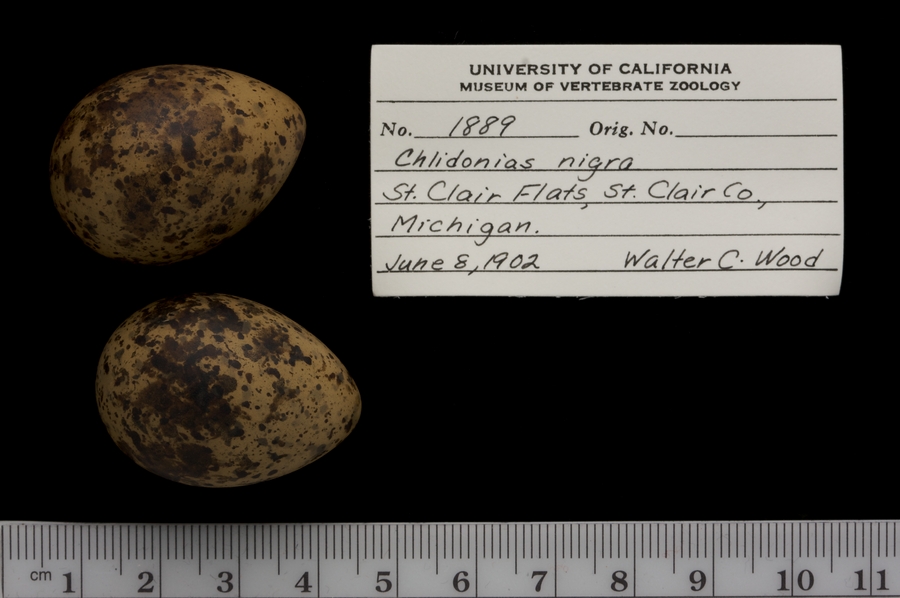 UNIVERSITY OF CALIFORNIA
MUSEUM OF VERTEBRATE ZOOLOGY
No. 1889 Orig. No.
Chlidonias nigra
St. Clair Flats, St. Clair Co.,
Michigan.
June 8, 1902 Walter C. Wood
cm 1 2 3 4 5 6 7 8 9 10 11